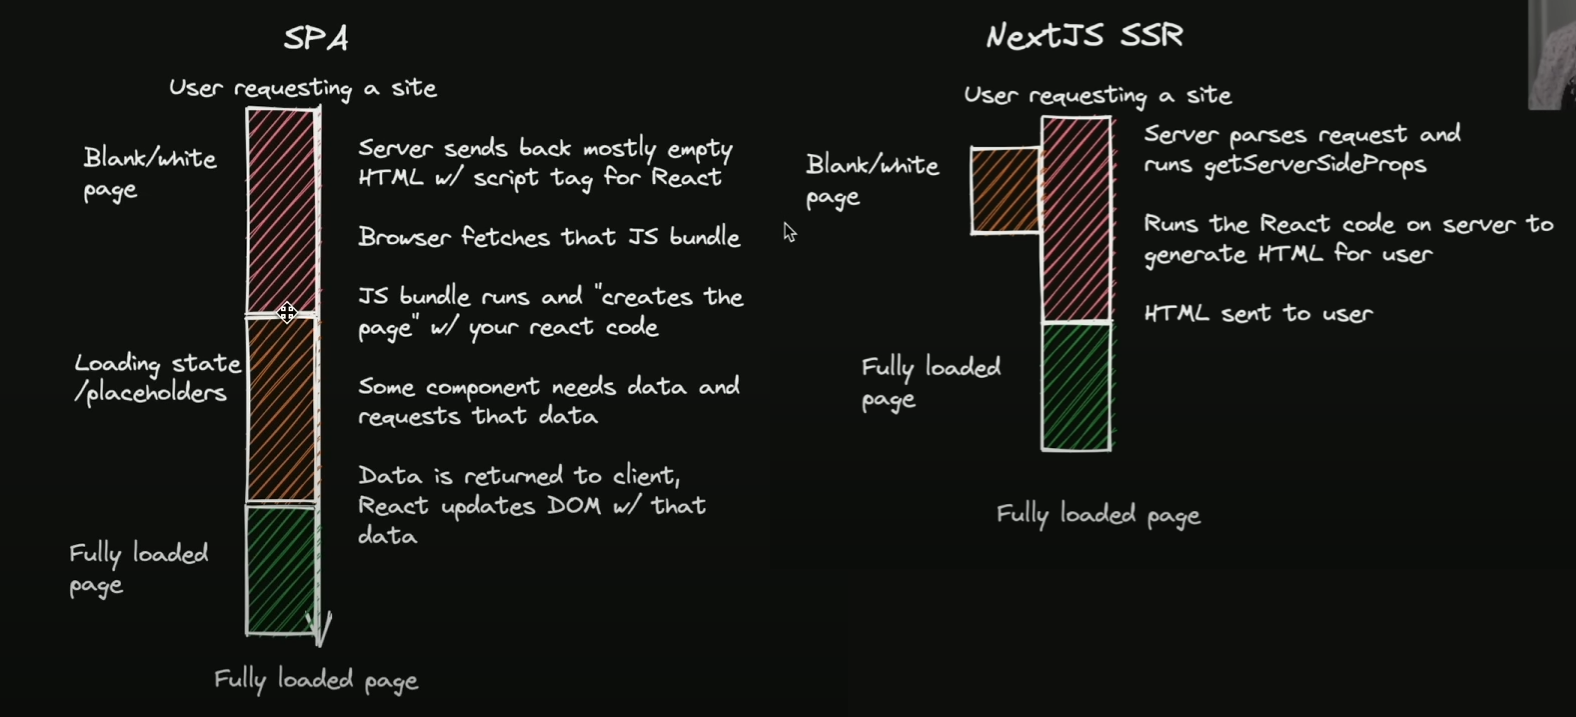 SPA
User requesting a site
Blank/white
page
Server sends back mostly empty
HTML w/ script tag for React
Browser fetches that JS bundle
JS bundle runs and "creates the
page" w/ your react code
Loading state
/placeholders
Some component needs data and
requests that data
Data is returned to client,
React updates DOM w/ that
data
Fully loaded
page
Fully loaded page
NextJS SSR
User requesting a site
Blank/white
page
Server parses request and
runs getServerSideProps
Runs the React code on server to
generate HTML for user
HTML sent to user
Fully loaded
page
Fully loaded page